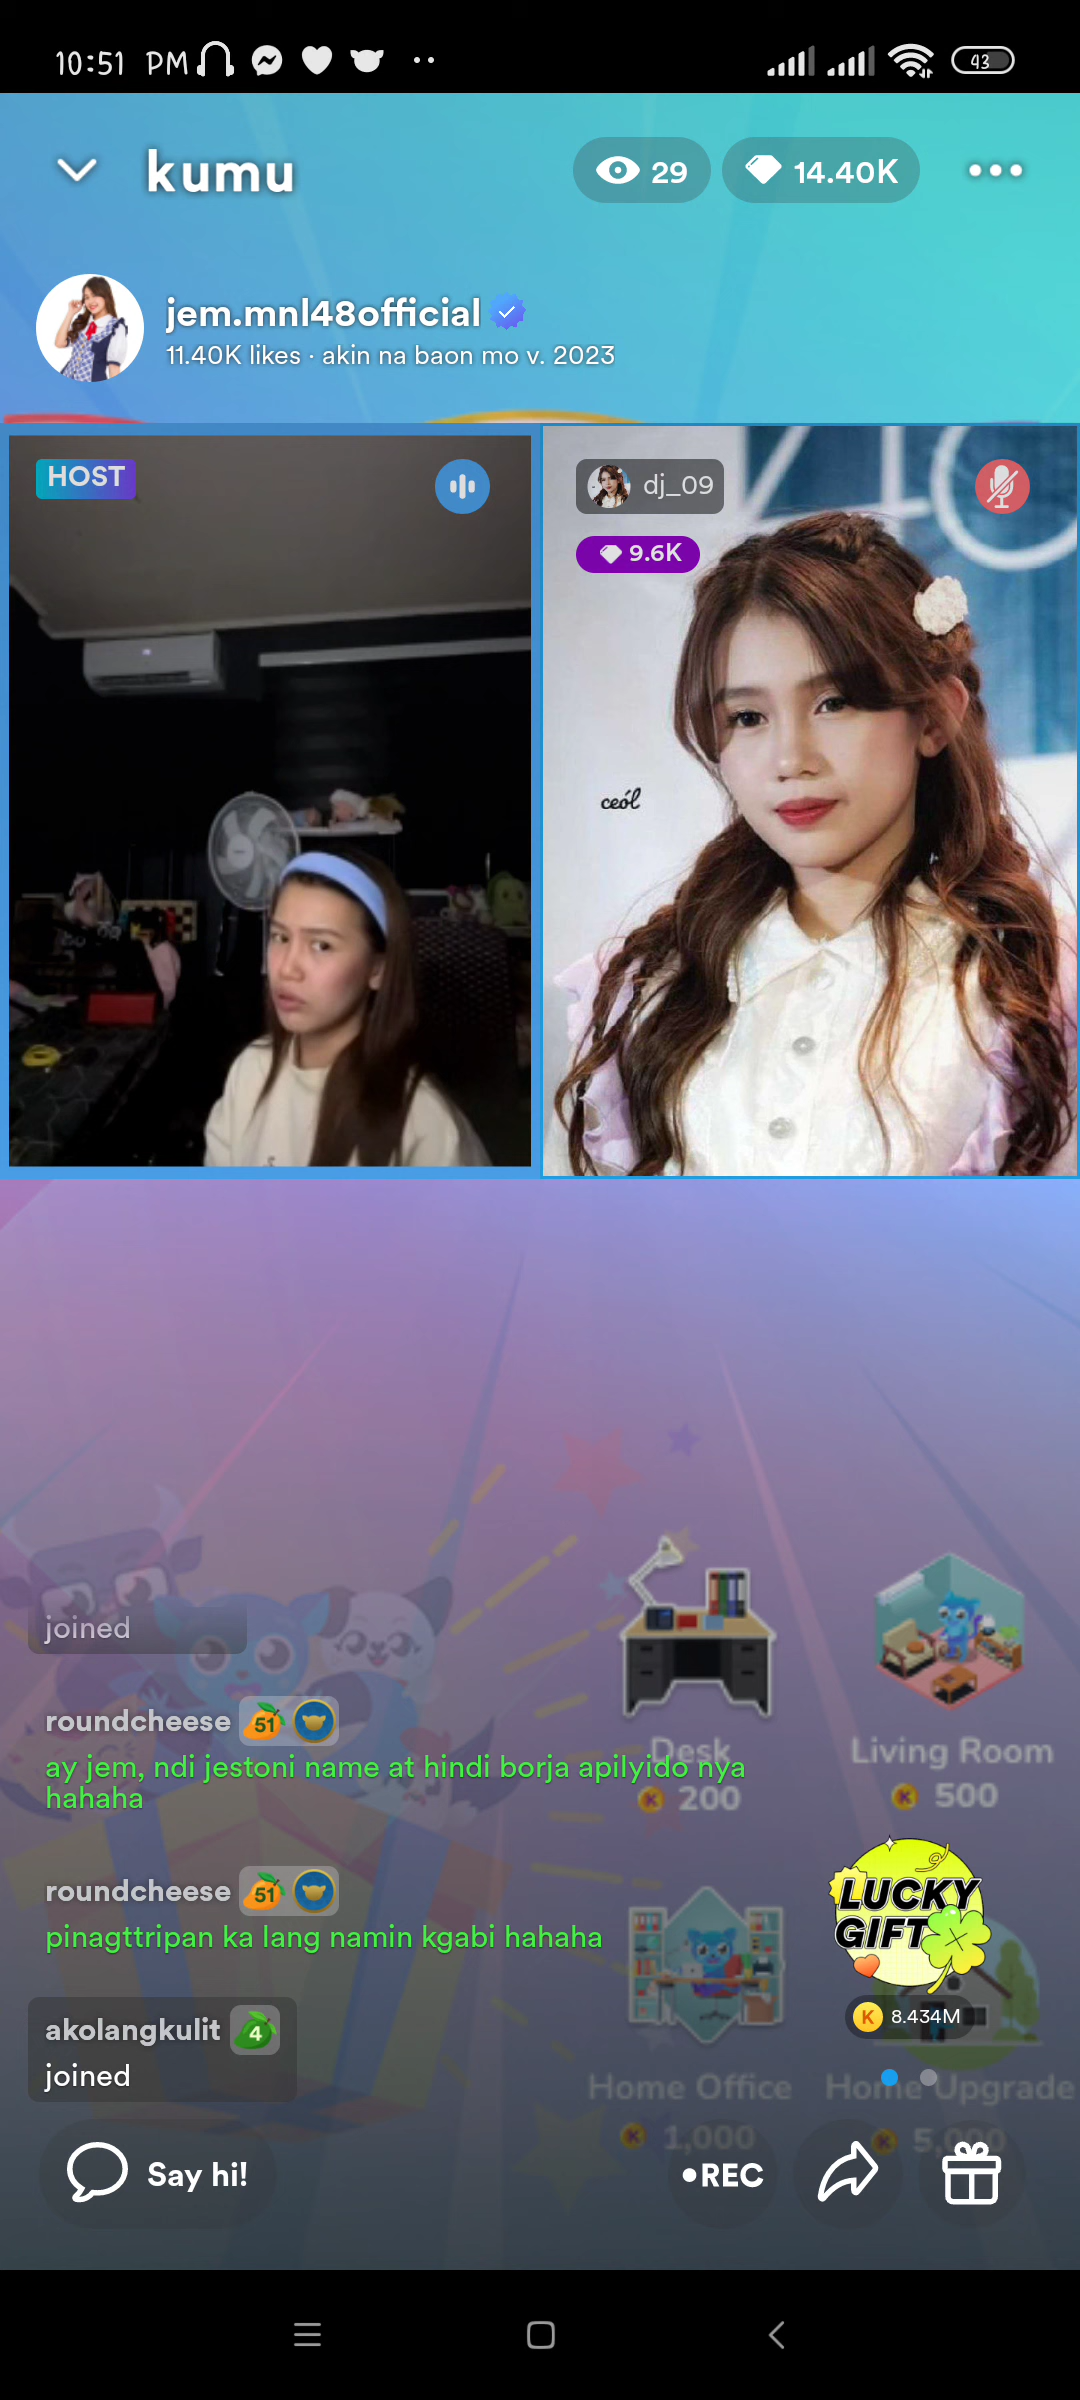 10:51 PM
43
kumu
29
14.40K
jem.mnl48official
11.40K likes · akin na baon mo v. 2023
HOST
dj_09
9.6K
ceól
joined
roundcheese 51
ay jem, ndi jestoni name at hindi borja apilyido nya
hahaha
Desk
200
Living Room
500
roundcheese 51
pinagttripan ka lang namin kgabi hahaha
LUCKY
GIFT
K 8.434M
akolangkulit 4
joined
Home Office
1,000
Home Upgrade
5,000
Say hi!
•REC